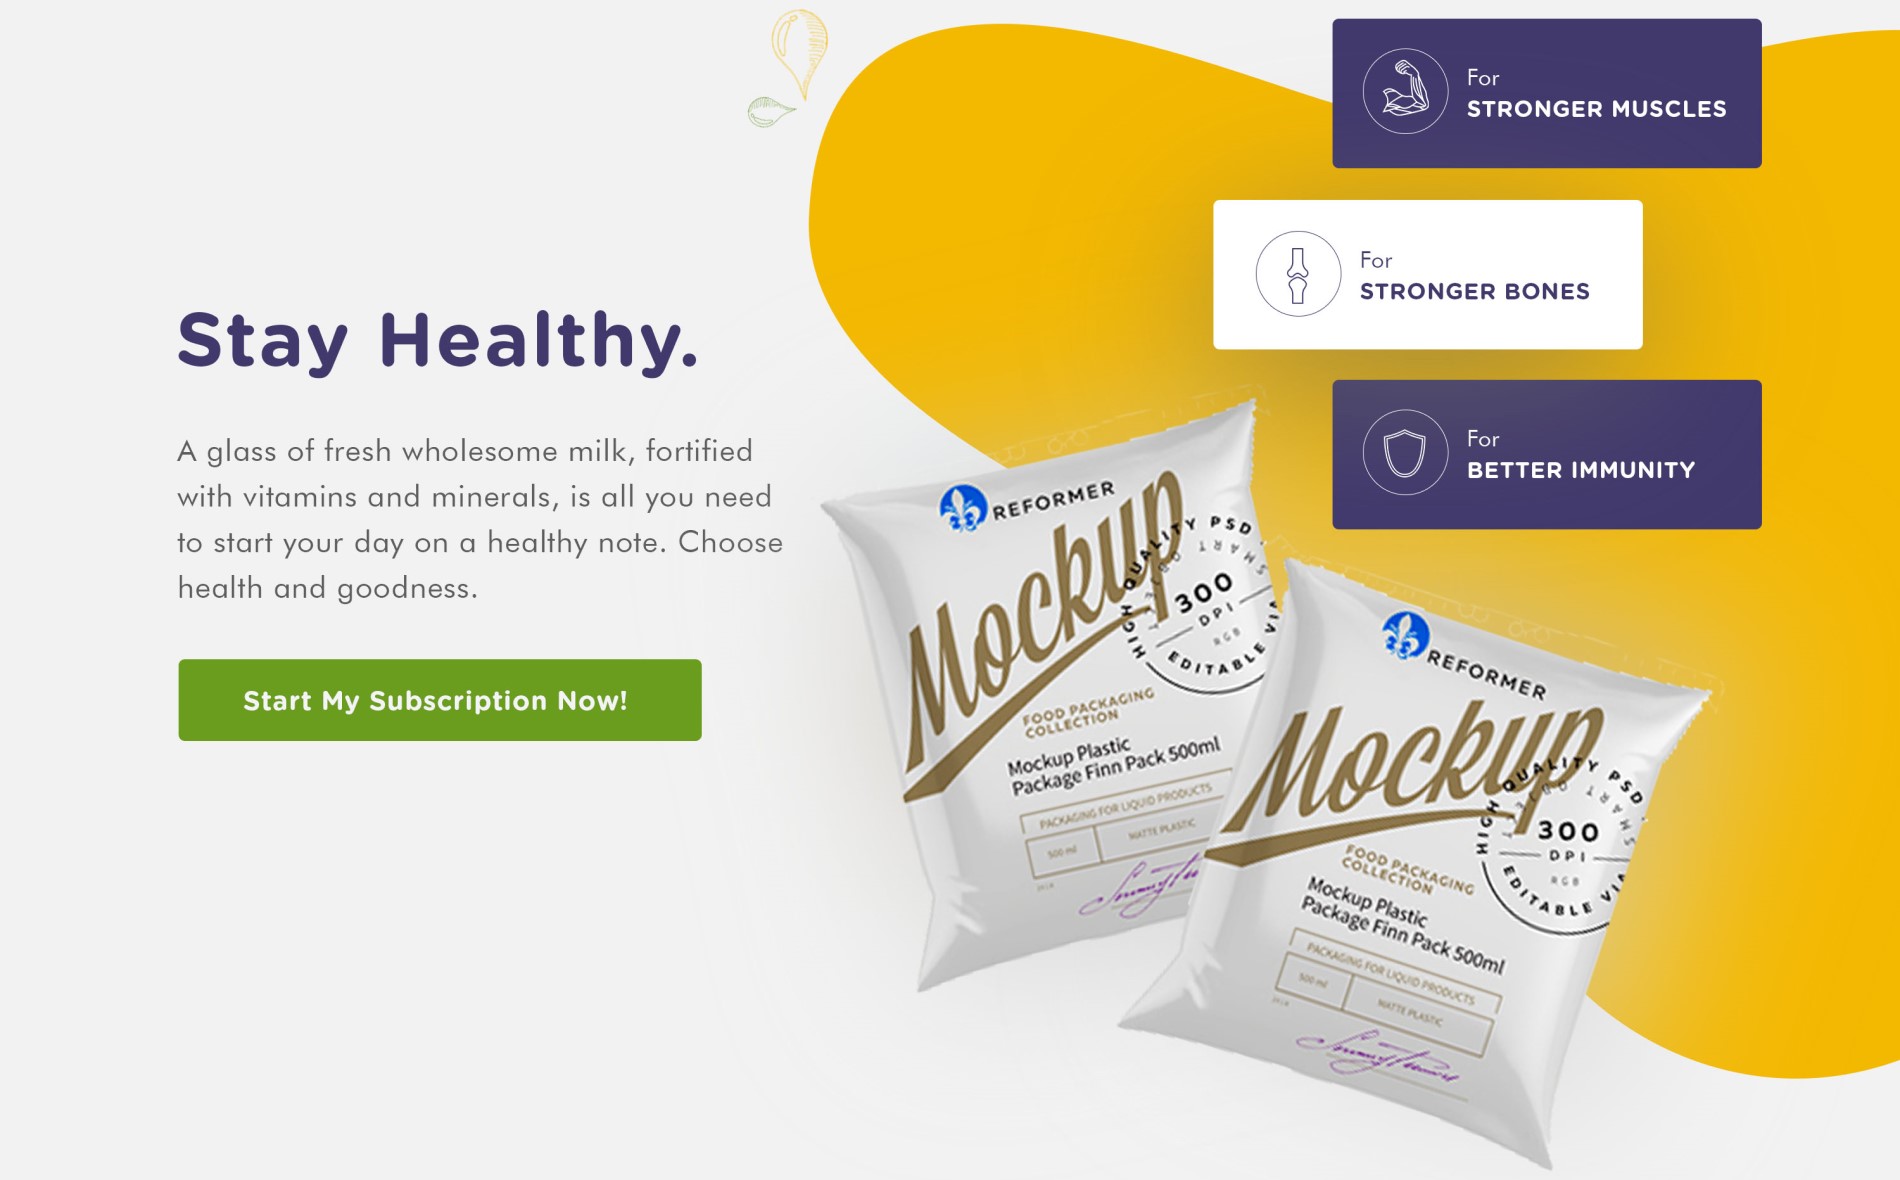 For
STRONGER MUSCLES
For
STRONGER BONES
For
BETTER IMMUNITY
Stay Healthy.
A glass of fresh wholesome milk, fortified
with vitamins and minerals, is all you need
to start your day on a healthy note. Choose
health and goodness.
Start My Subscription Now!
REFORMER
Mockup
HIGH QUALITY PSD
SMART OBJECT
300
DPI
RGB
EDITABLE VIA
FOOD PACKAGING
COLLECTION
Mockup Plastic
Package Finn Pack 500ml
PACKAGING FOR LIQUID PRODUCTS
500 ml
MATTE PLASTIC
REFORMER
Mockup
HIGH QUALITY PSD
300
DPI
RGB
EDITABLE VIA
FOOD PACKAGING
COLLECTION
Mockup Plastic
Package Finn Pack 500ml
PACKAGING FOR LIQUID PRODUCTS
500 ml
MATTE PLASTIC